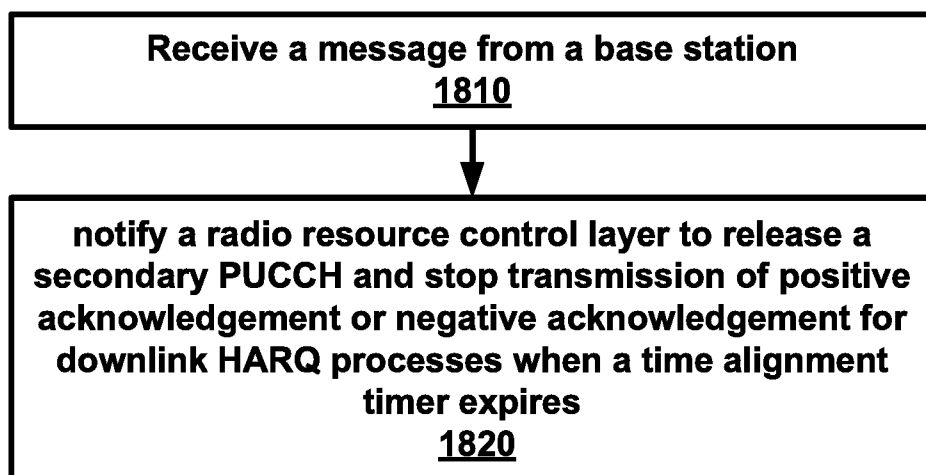 Receive a message from a base station
1810
notify a radio resource control layer to release a
secondary PUCCH and stop transmission of positive
acknowledgement or negative acknowledgement for
downlink HARQ processes when a time alignment
timer expires
1820